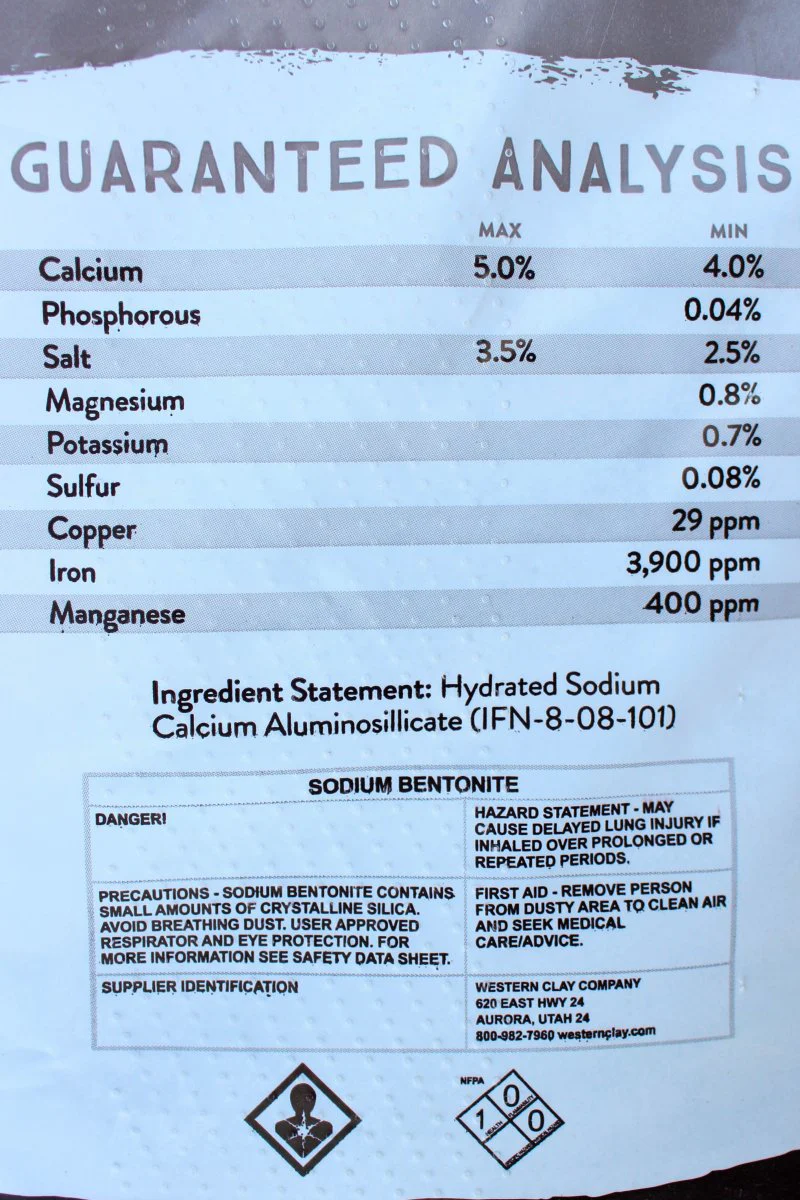 GUARANTEED ANALYSIS
MAX MIN
Calcium 5.0% 4.0%
Phosphorous 0.04%
Salt 3.5% 2.5%
Magnesium 0.8%
Potassium 0.7%
Sulfur 0.08%
Copper 29 ppm
Iron 3,900 ppm
Manganese 400 ppm
Ingredient Statement: Hydrated Sodium
Calcium Aluminosillicate (IFN-8-08-101)
SODIUM BENTONITE
DANGER!
HAZARD STATEMENT - MAY
CAUSE DELAYED LUNG INJURY IF
INHALED OVER PROLONGED OR
REPEATED PERIODS.
PRECAUTIONS - SODIUM BENTONITE CONTAINS
SMALL AMOUNTS OF CRYSTALLINE SILICA.
AVOID BREATHING DUST. USER APPROVED
RESPIRATOR AND EYE PROTECTION. FOR
MORE INFORMATION SEE SAFETY DATA SHEET.
FIRST AID - REMOVE PERSON
FROM DUSTY AREA TO CLEAN AIR
AND SEEK MEDICAL
CARE/ADVICE.
SUPPLIER IDENTIFICATION
WESTERN CLAY COMPANY
620 EAST HWY 24
AURORA, UTAH 24
800-982-7960 westernclay.com
NFPA
0
FLAMMABILITY
1
HEALTH
0